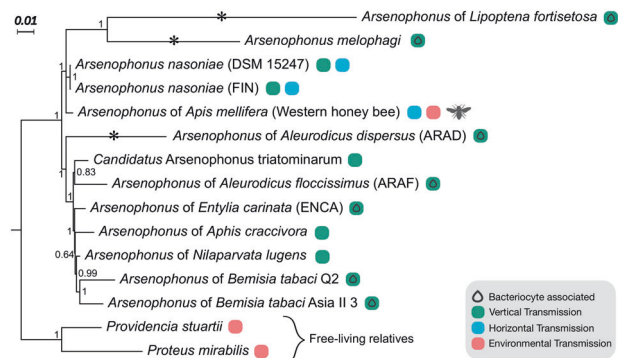 0.01
1
Arsenophonus of Lipoptena fortisetosa
Arsenophonus melophagi
Arsenophonus nasoniae (DSM 15247)
1
Arsenophonus nasoniae (FIN)
1
Arsenophonus of Apis mellifera (Western honey bee)
Arsenophonus of Aleurodicus dispersus (ARAD)
Candidatus Arsenophonus triatominarum
1
0.83
Arsenophonus of Aleurodicus floccissimus (ARAF)
1
Arsenophonus of Entylia carinata (ENCA)
1
Arsenophonus of Aphis craccivora
0.64
Arsenophonus of Nilaparvata lugens
0.99
Arsenophonus of Bemisia tabaci Q2
1
Arsenophonus of Bemisia tabaci Asia II 3
Providencia stuartii
1
Proteus mirabilis
Free-living relatives
Bacteriocyte associated
Vertical Transmission
Horizontal Transmission
Environmental Transmission